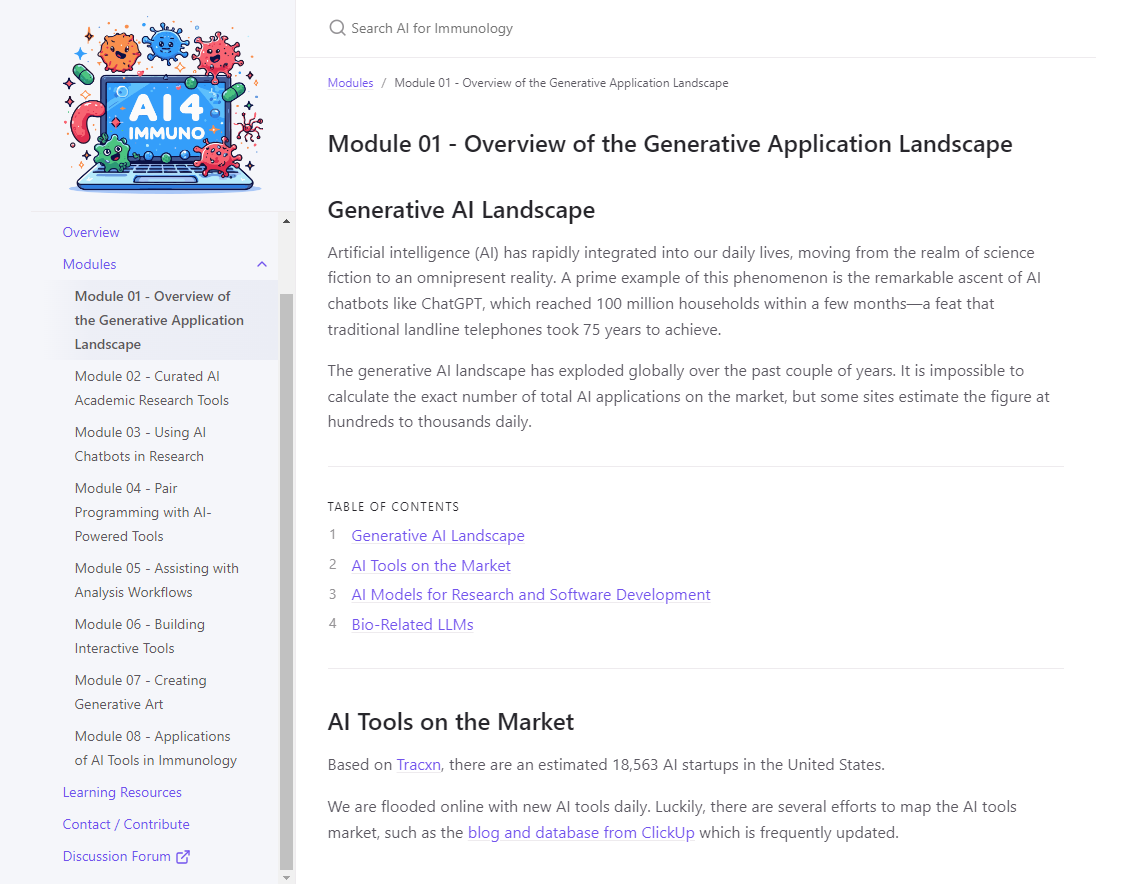 AI4
IMMUNO
Overview
Modules
Module 01 - Overview of
the Generative Application
Landscape
Module 02 - Curated AI
Academic Research Tools
Module 03 - Using AI
Chatbots in Research
Module 04 - Pair
Programming with AI-
Powered Tools
Module 05 - Assisting with
Analysis Workflows
Module 06 - Building
Interactive Tools
Module 07 - Creating
Generative Art
Module 08 - Applications
of AI Tools in Immunology
Learning Resources
Contact / Contribute
Discussion Forum
Search AI for Immunology
Modules / Module 01 - Overview of the Generative Application Landscape
Module 01 - Overview of the Generative Application Landscape
Generative AI Landscape
Artificial intelligence (AI) has rapidly integrated into our daily lives, moving from the realm of science
fiction to an omnipresent reality. A prime example of this phenomenon is the remarkable ascent of AI
chatbots like ChatGPT, which reached 100 million households within a few months—a feat that
traditional landline telephones took 75 years to achieve.
The generative AI landscape has exploded globally over the past couple of years. It is impossible to
calculate the exact number of total AI applications on the market, but some sites estimate the figure at
hundreds to thousands daily.
TABLE OF CONTENTS
1 Generative AI Landscape
2 AI Tools on the Market
3 AI Models for Research and Software Development
4 Bio-Related LLMs
AI Tools on the Market
Based on Tracxn, there are an estimated 18,563 AI startups in the United States.
We are flooded online with new AI tools daily. Luckily, there are several efforts to map the AI tools
market, such as the blog and database from ClickUp which is frequently updated.